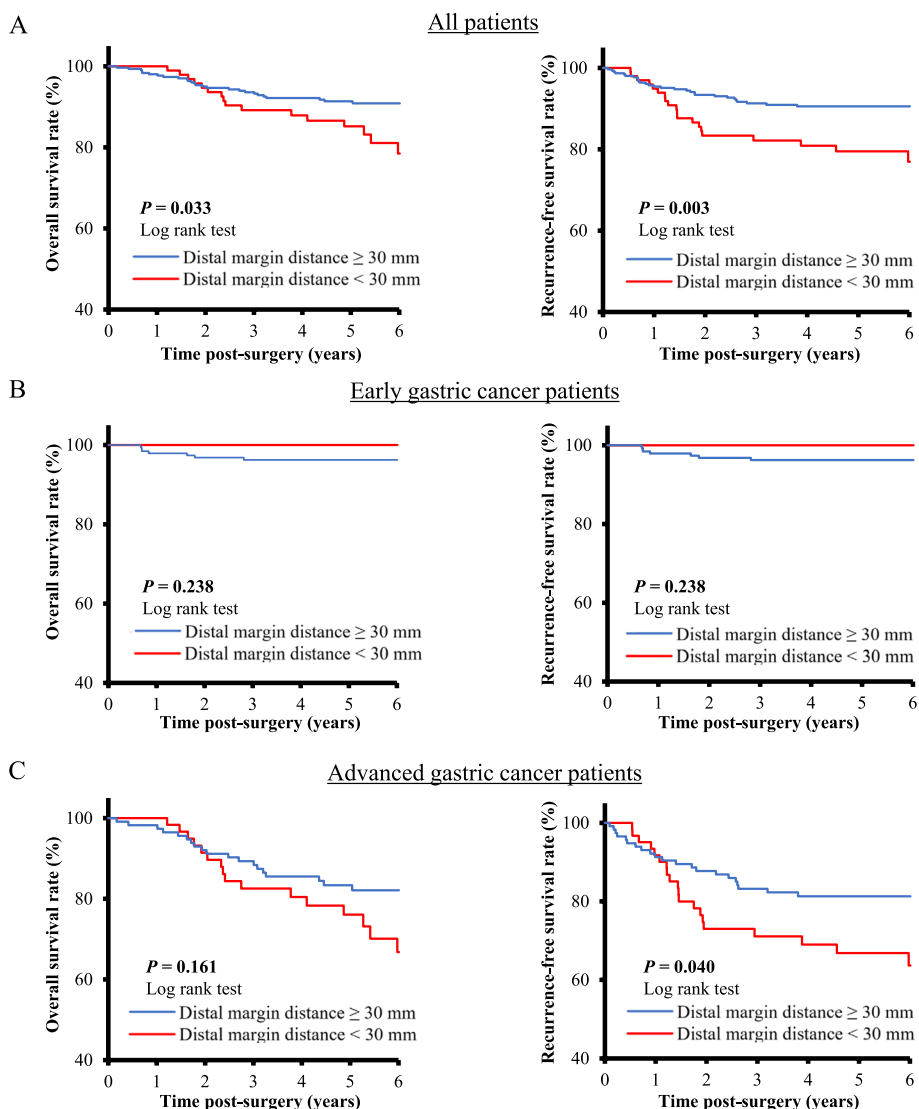 A
All patients
Overall survival rate (%)
100
80
60
40
P = 0.033
Log rank test
Distal margin distance ≥ 30 mm
Distal margin distance < 30 mm
0 1 2 3 4 5 6
Time post-surgery (years)
Recurrence-free survival rate (%)
100
80
60
40
P = 0.003
Log rank test
Distal margin distance ≥ 30 mm
Distal margin distance < 30 mm
0 1 2 3 4 5 6
Time post-surgery (years)
B
Early gastric cancer patients
Overall survival rate (%)
100
80
60
40
P = 0.238
Log rank test
Distal margin distance ≥ 30 mm
Distal margin distance < 30 mm
0 1 2 3 4 5 6
Time post-surgery (years)
Recurrence-free survival rate (%)
100
80
60
40
P = 0.238
Log rank test
Distal margin distance ≥ 30 mm
Distal margin distance < 30 mm
0 1 2 3 4 5 6
Time post-surgery (years)
C
Advanced gastric cancer patients
Overall survival rate (%)
100
80
60
40
P = 0.161
Log rank test
Distal margin distance ≥ 30 mm
Distal margin distance < 30 mm
0 1 2 3 4 5 6
Time post-surgery (years)
Recurrence-free survival rate (%)
100
80
60
40
P = 0.040
Log rank test
Distal margin distance ≥ 30 mm
Distal margin distance < 30 mm
0 1 2 3 4 5 6
Time post-surgery (years)